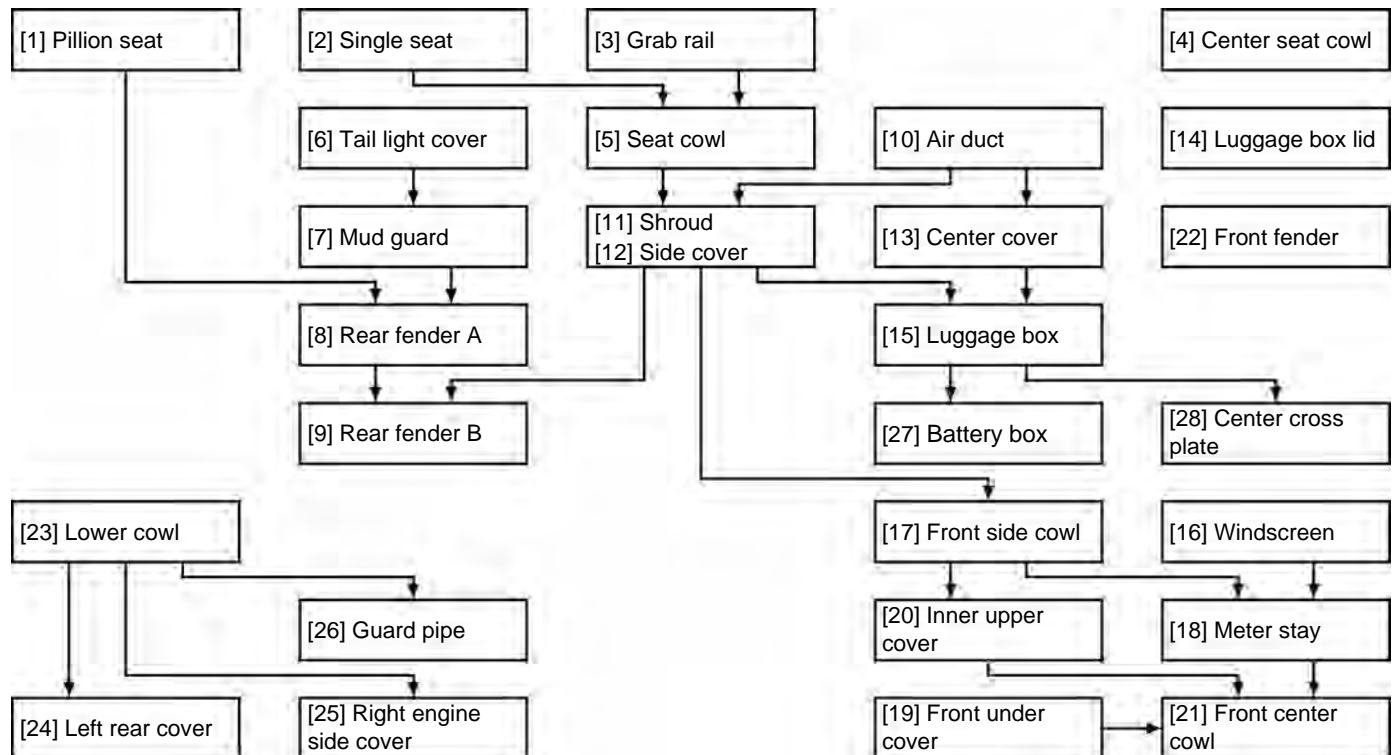 [1] Pillion seat
[2] Single seat
[3] Grab rail
[4] Center seat cowl
[6] Tail light cover
[5] Seat cowl
[10] Air duct
[14] Luggage box lid
[7] Mud guard
[11] Shroud
[12] Side cover
[13] Center cover
[22] Front fender
[8] Rear fender A
[15] Luggage box
[9] Rear fender B
[27] Battery box
[28] Center cross
plate
[23] Lower cowl
[17] Front side cowl
[16] Windscreen
[26] Guard pipe
[20] Inner upper
cover
[18] Meter stay
[24] Left rear cover
[25] Right engine
side cover
[19] Front under
cover
[21] Front center
cowl